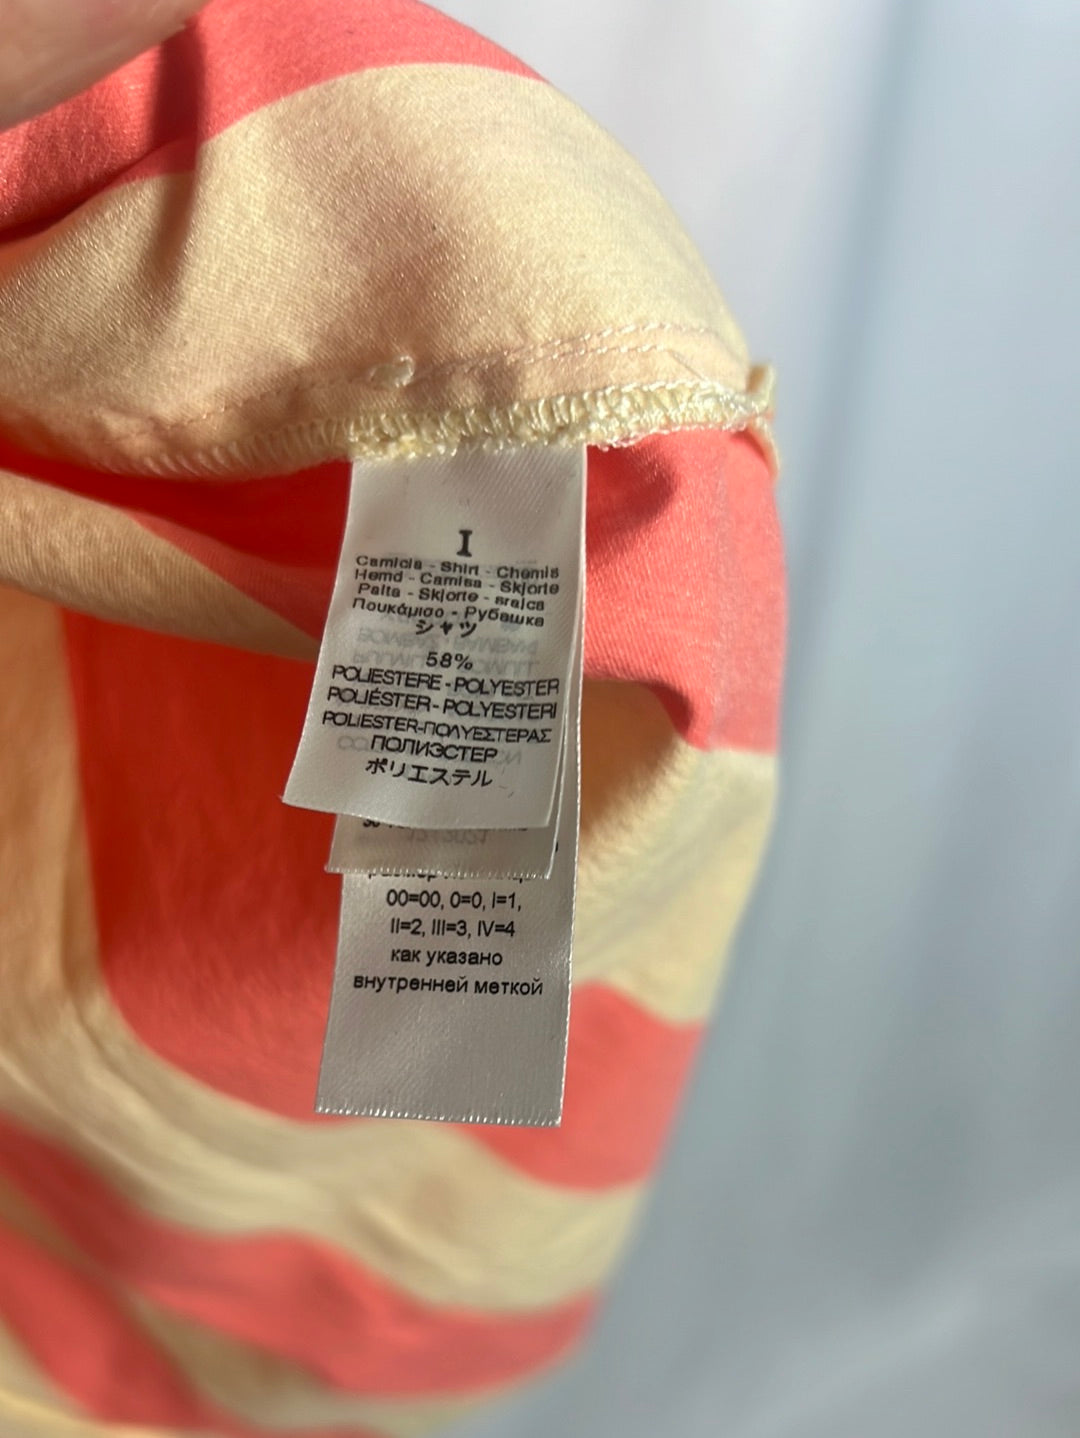 I
Camicia - Shirt - Chemis
Hemd - Camisa - Skjorte
Paita - Skjorte - srajca
Πουκάμισο - Рубашка
シャツ
58%
POLIESTERE - POLYESTER
POLIÉSTER - POLYESTERI
POLIESTER-ΠΟΛΥΕΣΤΕΡΑΣ
ПОЛИЭСТЕР
ポリエステル
00=00, 0=0, I=1,
II=2, III=3, IV=4
как указано
внутренней меткой